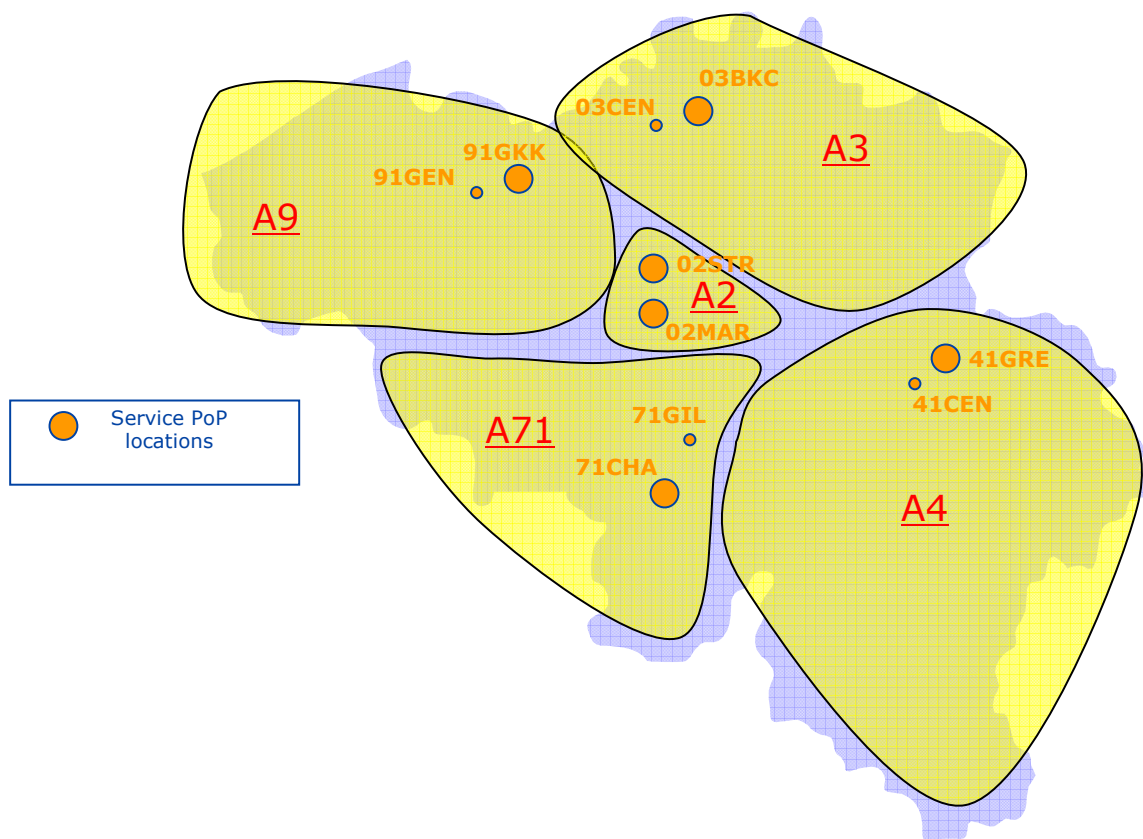 03BKC
03CEN
A3
91GKK
91GEN
A9
02STR
A2
02MAR
41GRE
41CEN
71GIL
A71
71CHA
A4
Service PoP
locations